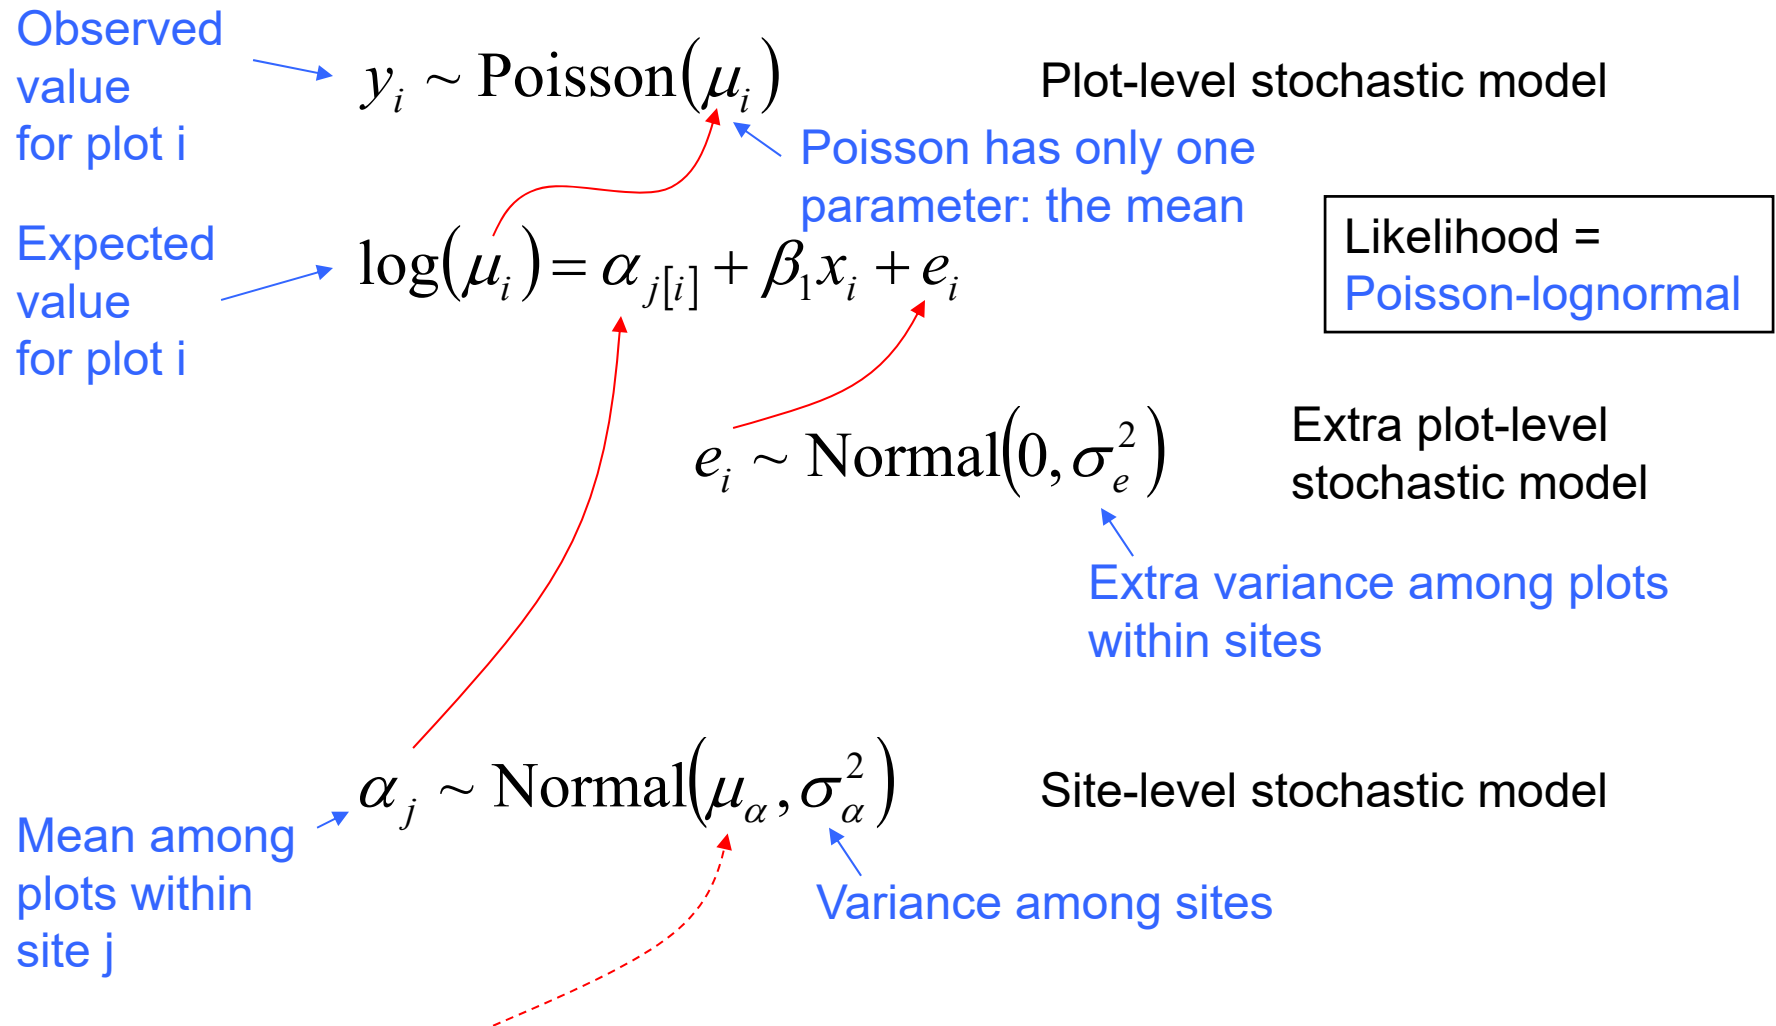 Observed
value
for plot i
y_i ~ Poisson(μ_i)
Plot-level stochastic model
Poisson has only one
parameter: the mean
Expected
value
for plot i
log(μ_i) = α_{j[i]} + β_1 x_i + e_i
Likelihood =
Poisson-lognormal
e_i ~ Normal(0, σ_e^2)
Extra plot-level
stochastic model
Extra variance among plots
within sites
α_j ~ Normal(μ_α, σ_α^2)
Site-level stochastic model
Mean among
plots within
site j
Variance among sites